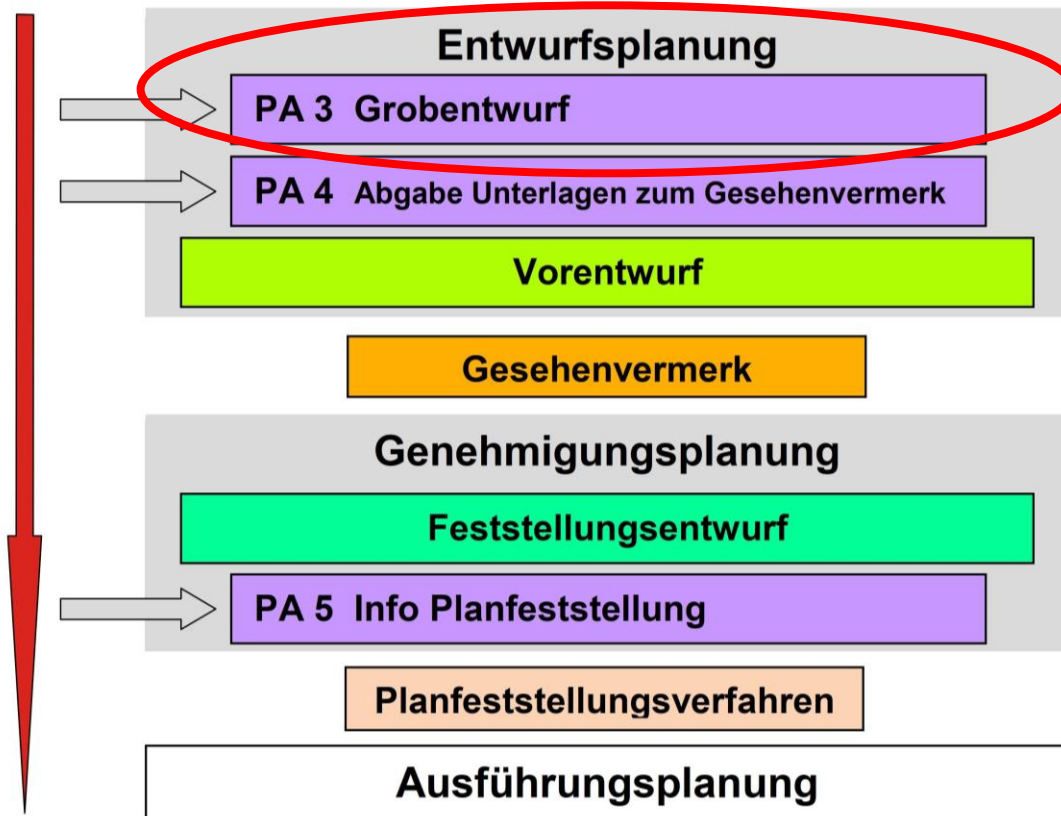 Entwurfsplanung
PA 3 Grobentwurf
PA 4 Abgabe Unterlagen zum Gesehenvermerk
Vorentwurf
Gesehenvermerk
Genehmigungsplanung
Feststellungsentwurf
PA 5 Info Planfeststellung
Planfeststellungsverfahren
Ausführungsplanung